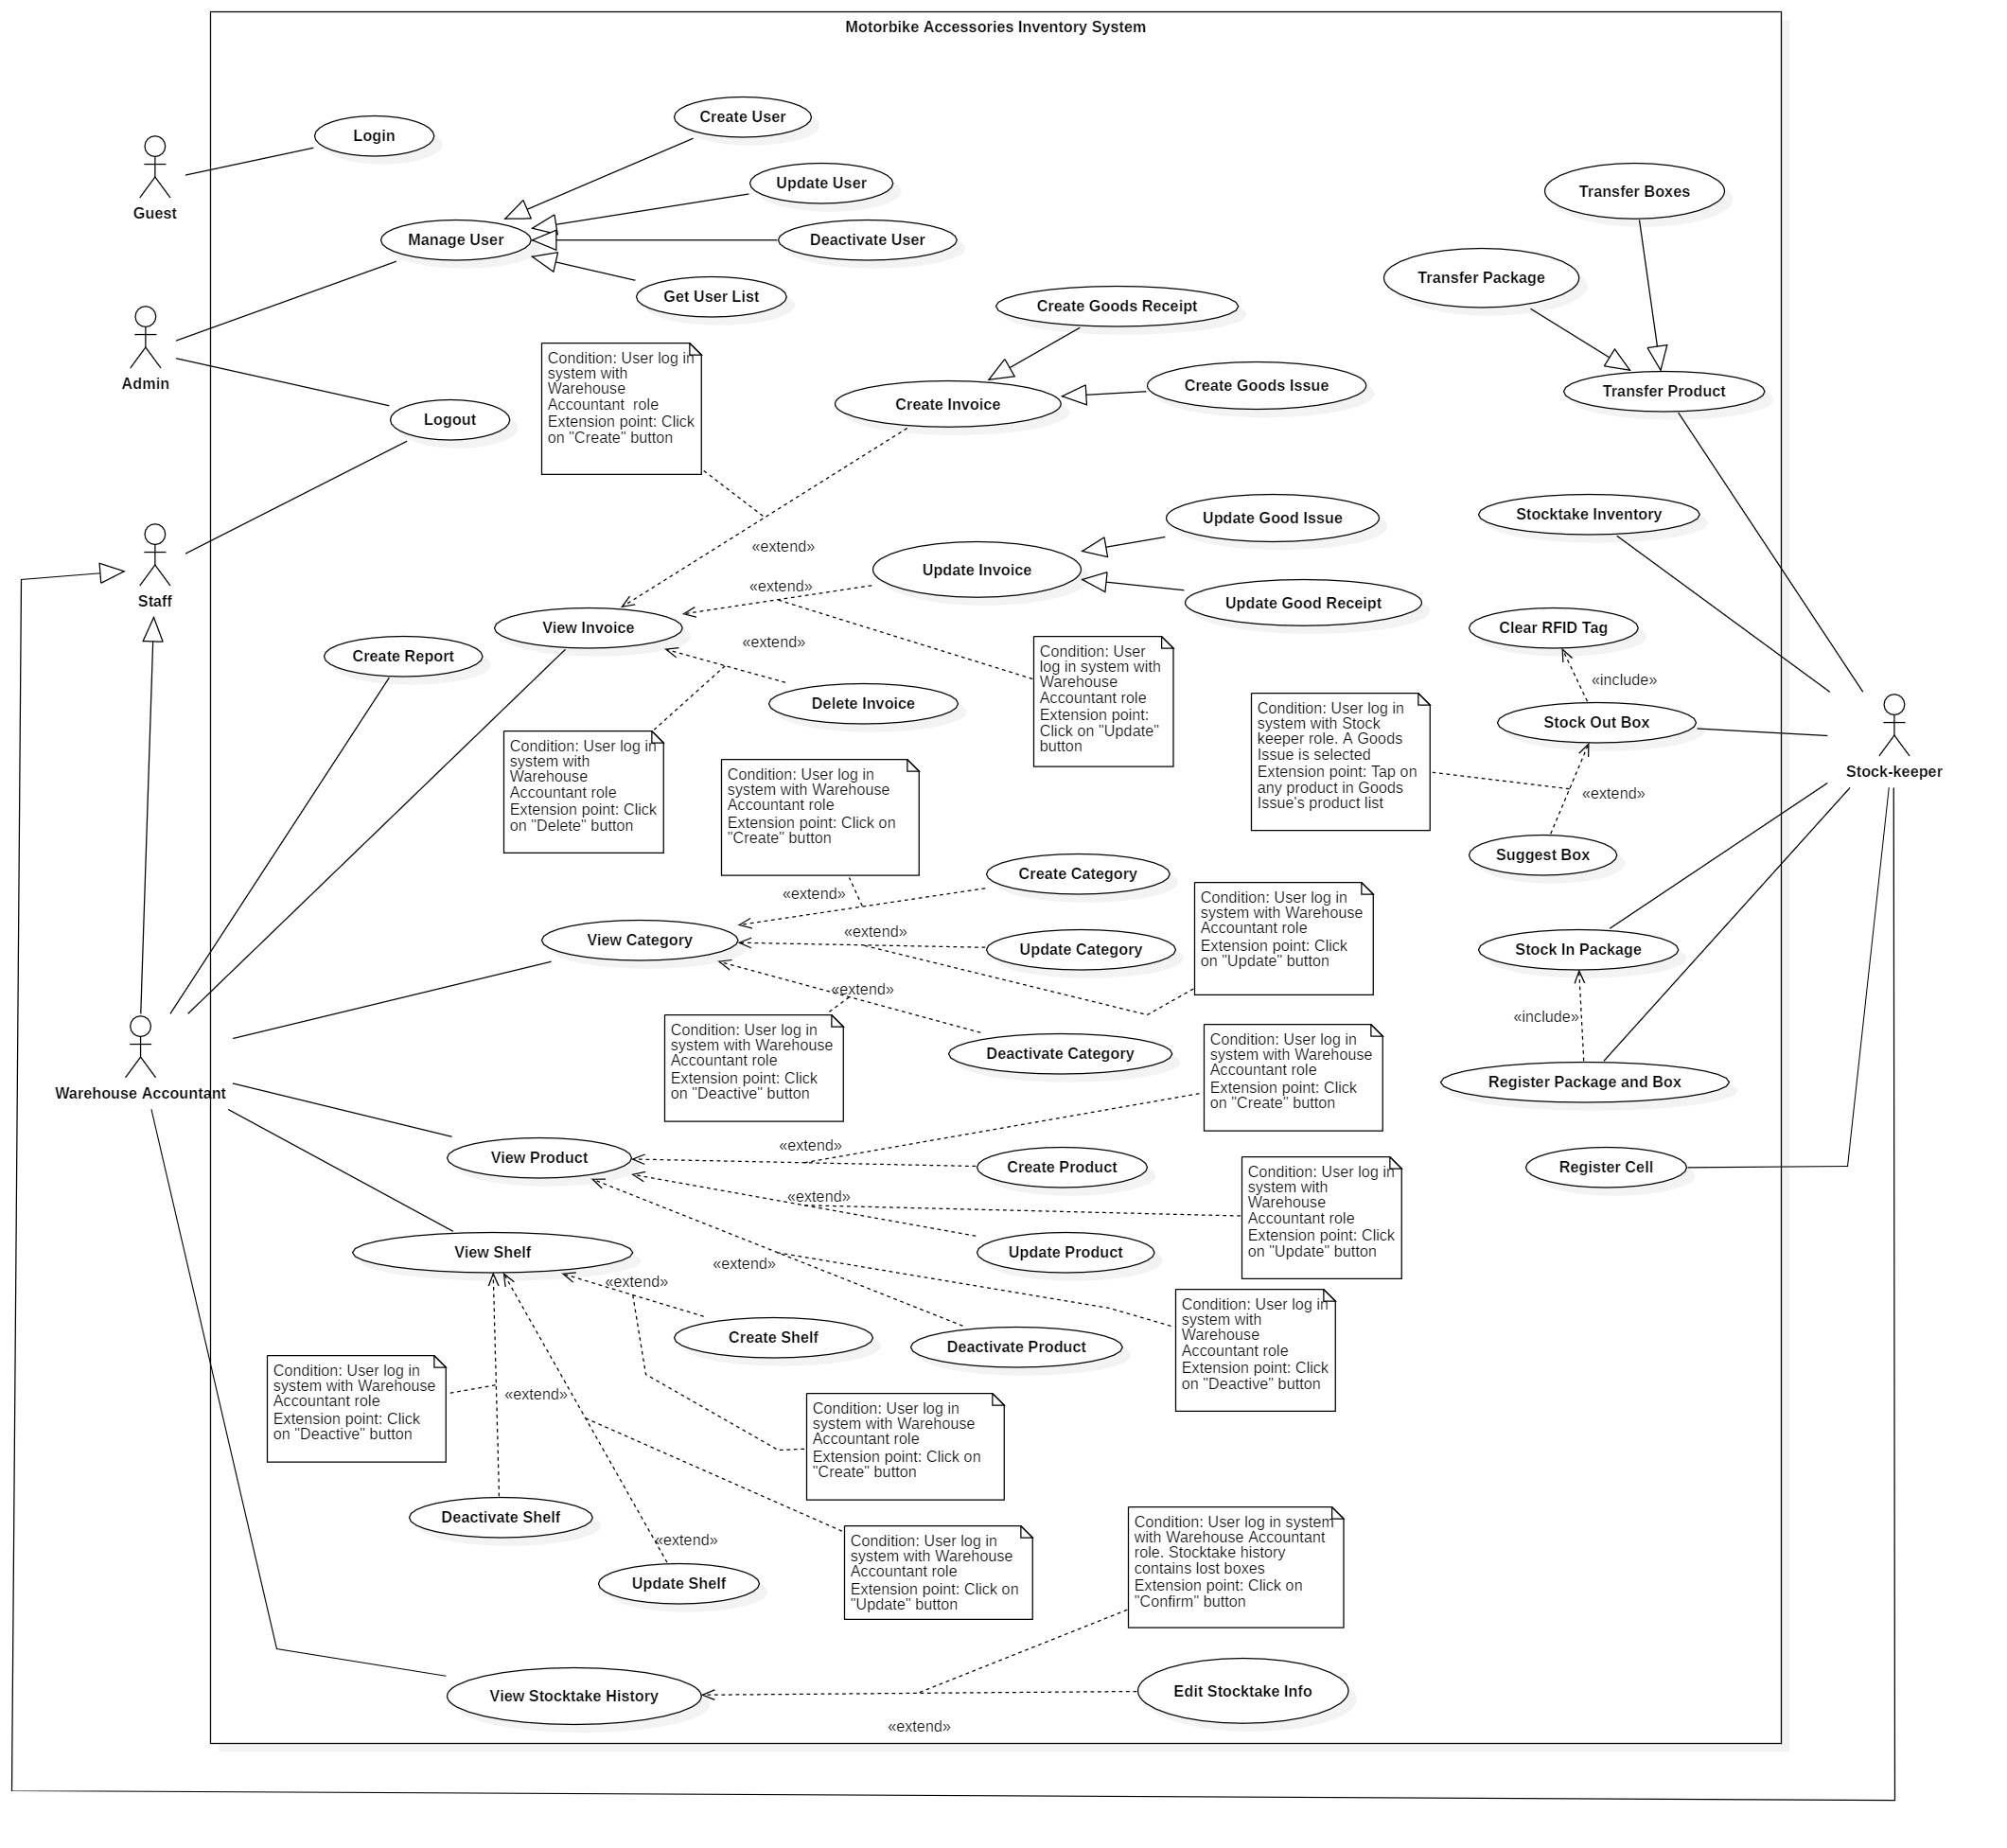 Motorbike Accessories Inventory System
Create User
Login
Update User
Transfer Boxes
Guest
Manage User
Deactivate User
Transfer Package
Get User List
Create Goods Receipt
Condition: User log in
system with
Warehouse
Accountant  role
Extension point: Click
on "Create" button
Admin
Create Goods Issue
Transfer Product
Create Invoice
Logout
Update Good Issue
Stocktake Inventory
«extend»
Update Invoice
«extend»
Staff
Update Good Receipt
View Invoice
Clear RFID Tag
«extend»
Create Report
Condition: User
log in system with
Warehouse
Accountant role
Extension point:
Click on "Update"
button
«include»
Delete Invoice
Condition: User log in
system with Stock
keeper role. A Goods
Issue is selected
Extension point: Tap on
any product in Goods
Issue's product list
Stock Out Box
Condition: User log in
system with
Warehouse
Accountant role
Extension point: Click
on "Delete" button
Condition: User log in
system with Warehouse
Accountant role
Extension point: Click on
"Create" button
Stock-keeper
«extend»
Suggest Box
Create Category
«extend»
Condition: User log in
system with Warehouse
Accountant role
Extension point: Click
on "Update" button
View Category
«extend»
Update Category
Stock In Package
«extend»
Condition: User log in
system with Warehouse
Accountant role
Extension point: Click
on "Deactive" button
«include»
Deactivate Category
Condition: User log in
system with Warehouse
Accountant role
Extension point: Click
on "Create" button
Register Package and Box
Warehouse Accountant
«extend»
View Product
Create Product
Register Cell
Condition: User log in
system with
Warehouse
Accountant role
Extension point: Click
on "Update" button
«extend»
View Shelf
Update Product
«extend»
«extend»
Condition: User log in
system with
Warehouse
Accountant role
Extension point: Click
on "Deactive" button
Create Shelf
Deactivate Product
Condition: User log in
system with Warehouse
Accountant role
Extension point: Click
on "Deactive" button
«extend»
Condition: User log in
system with Warehouse
Accountant role
Extension point: Click on
"Create" button
Deactivate Shelf
«extend»
Condition: User log in
system with Warehouse
Accountant role
Extension point: Click on
"Update" button
Condition: User log in system
with Warehouse Accountant
role. Stocktake history
contains lost boxes
Extension point: Click on
"Confirm" button
Update Shelf
View Stocktake History
Edit Stocktake Info
«extend»